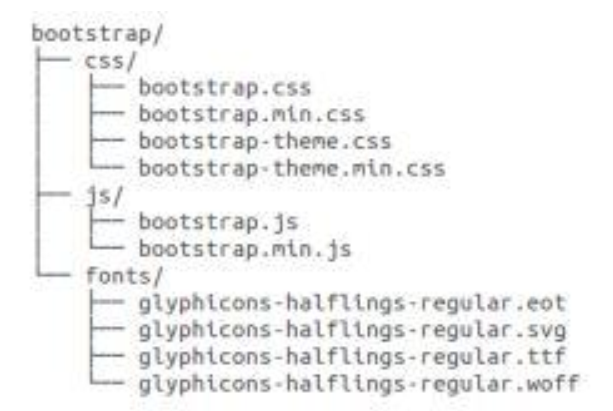 bootstrap/
├── css/
│   ├── bootstrap.css
│   ├── bootstrap.min.css
│   ├── bootstrap-theme.css
│   └── bootstrap-theme.min.css
├── js/
│   ├── bootstrap.js
│   └── bootstrap.min.js
└── fonts/
    ├── glyphicons-halflings-regular.eot
    ├── glyphicons-halflings-regular.svg
    ├── glyphicons-halflings-regular.ttf
    └── glyphicons-halflings-regular.woff